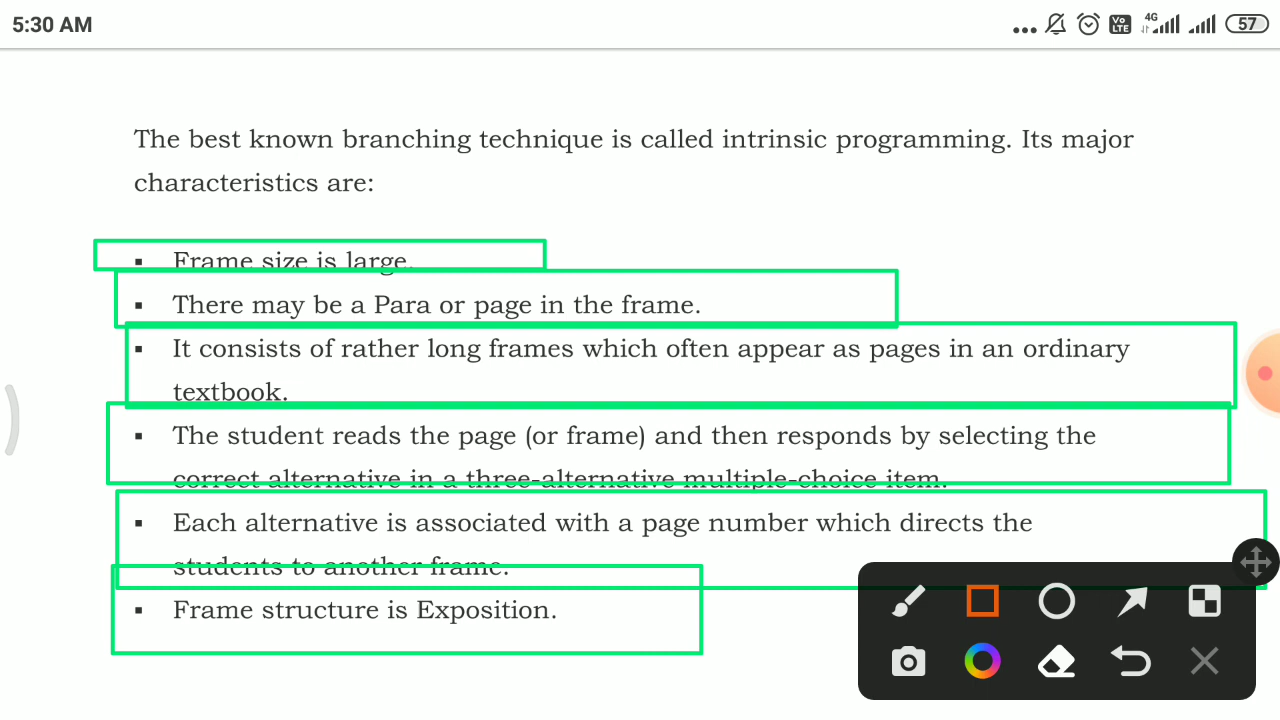 5:30 AM
Vo LTE 4G 57
The best known branching technique is called intrinsic programming. Its major
characteristics are:
▪ Frame size is large.
▪ There may be a Para or page in the frame.
▪ It consists of rather long frames which often appear as pages in an ordinary
textbook.
▪ The student reads the page (or frame) and then responds by selecting the
correct alternative in a three-alternative multiple-choice item.
▪ Each alternative is associated with a page number which directs the
students to another frame.
▪ Frame structure is Exposition.